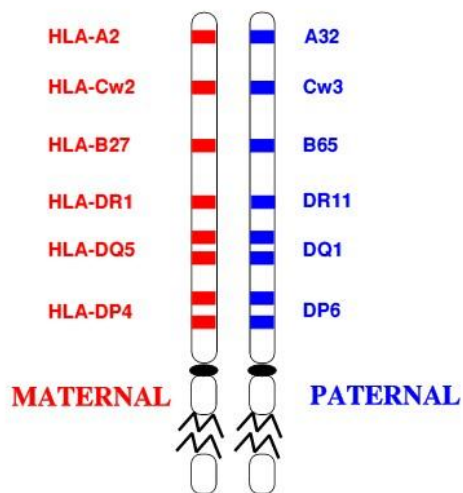 HLA-A2 A32
HLA-Cw2 Cw3
HLA-B27 B65
HLA-DR1 DR11
HLA-DQ5 DQ1
HLA-DP4 DP6
MATERNAL PATERNAL